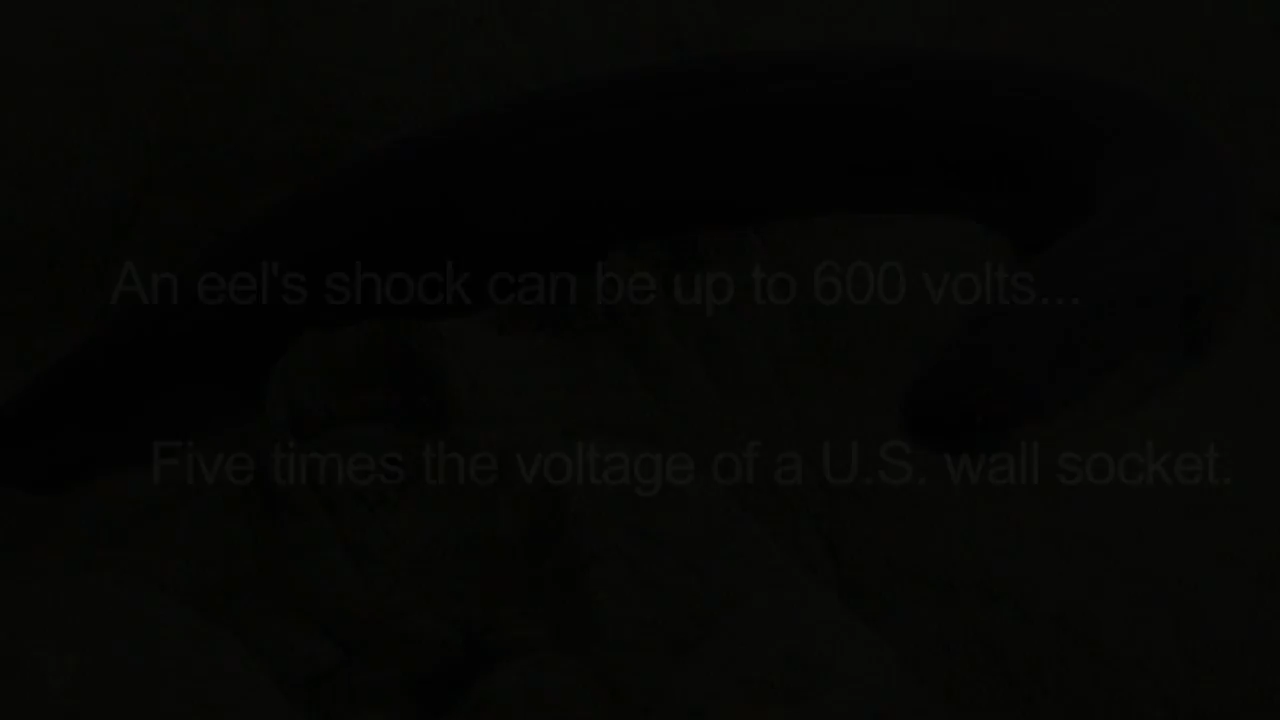 An eel's shock can be up to 600 volts...
Five times the voltage of a U.S. wall socket.